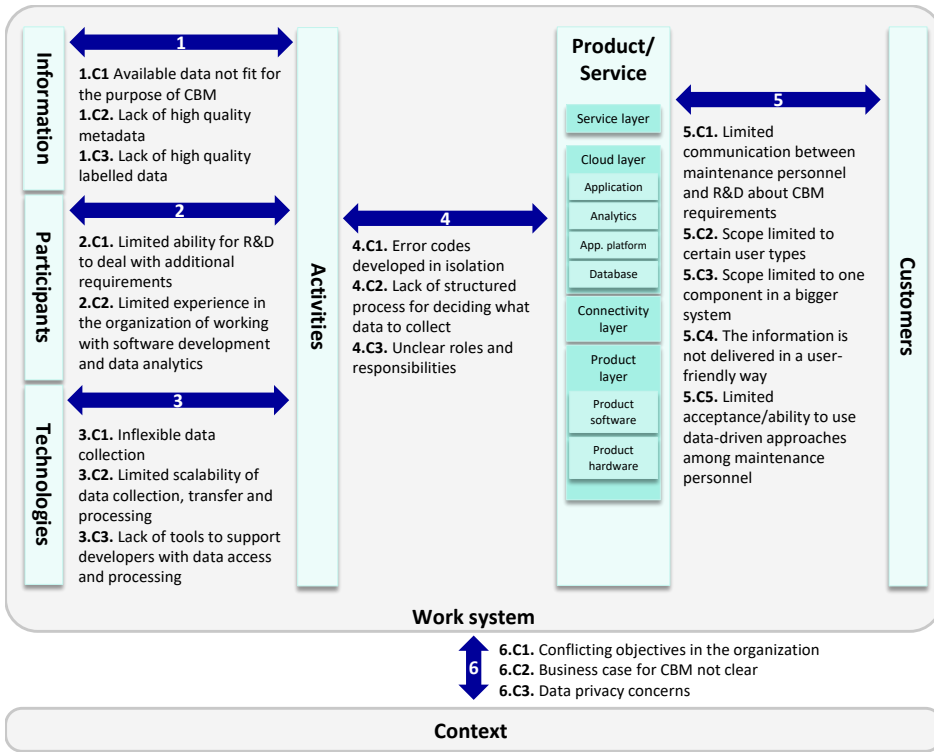 Information
1
1.C1 Available data not fit for
the purpose of CBM
1.C2. Lack of high quality
metadata
1.C3. Lack of high quality
labelled data
Participants
2
2.C1. Limited ability for R&D
to deal with additional
requirements
2.C2. Limited experience in
the organization of working
with software development
and data analytics
Technologies
3
3.C1. Inflexible data
collection
3.C2. Limited scalability of
data collection, transfer and
processing
3.C3. Lack of tools to support
developers with data access
and processing
Activities
4
4.C1. Error codes
developed in isolation
4.C2. Lack of structured
process for deciding what
data to collect
4.C3. Unclear roles and
responsibilities
Product/
Service
Service layer
Cloud layer
Application
Analytics
App. platform
Database
Connectivity
layer
Product
layer
Product
software
Product
hardware
5
5.C1. Limited
communication between
maintenance personnel
and R&D about CBM
requirements
5.C2. Scope limited to
certain user types
5.C3. Scope limited to one
component in a bigger
system
5.C4. The information is
not delivered in a user-
friendly way
5.C5. Limited
acceptance/ability to use
data-driven approaches
among maintenance
personnel
Customers
Work system
6
6.C1. Conflicting objectives in the organization
6.C2. Business case for CBM not clear
6.C3. Data privacy concerns
Context